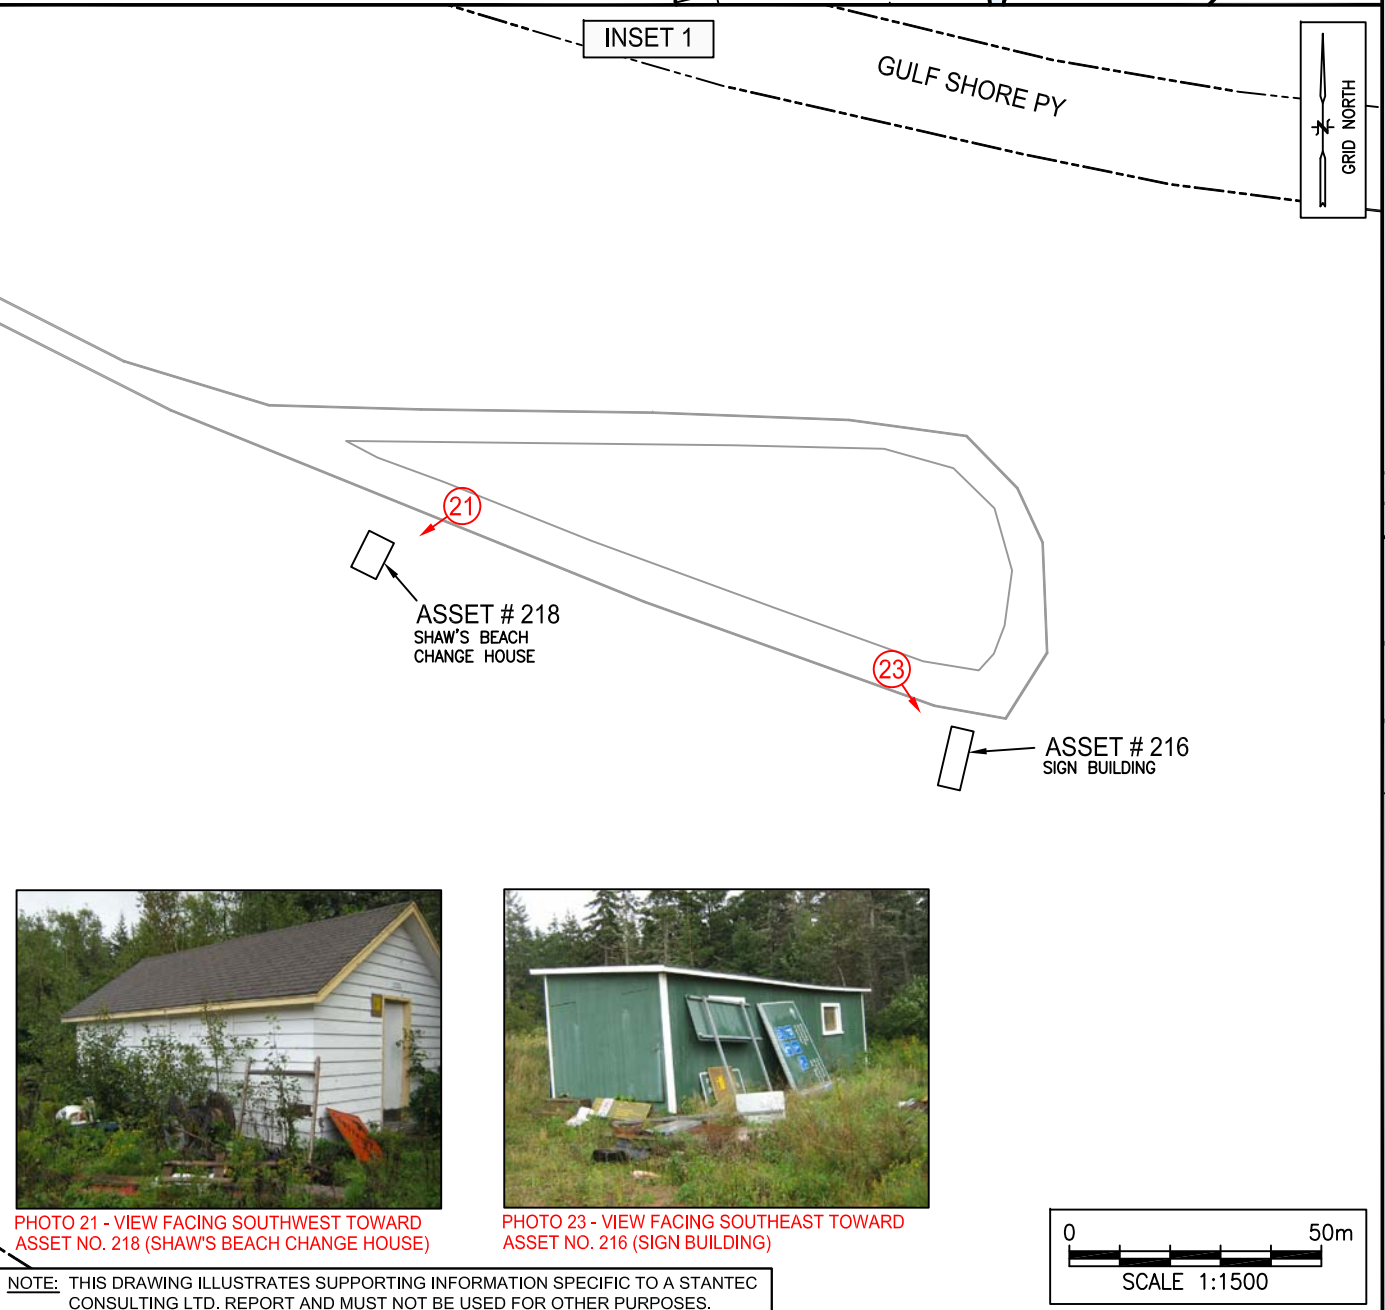 INSET 1
GULF SHORE PY
GRID NORTH
21
ASSET # 218
SHAW'S BEACH
CHANGE HOUSE
23
ASSET # 216
SIGN BUILDING
PHOTO 21 - VIEW FACING SOUTHWEST TOWARD
ASSET NO. 218 (SHAW'S BEACH CHANGE HOUSE)
PHOTO 23 - VIEW FACING SOUTHEAST TOWARD
ASSET NO. 216 (SIGN BUILDING)
0 50m
SCALE 1:1500
NOTE: THIS DRAWING ILLUSTRATES SUPPORTING INFORMATION SPECIFIC TO A STANTEC
CONSULTING LTD. REPORT AND MUST NOT BE USED FOR OTHER PURPOSES.